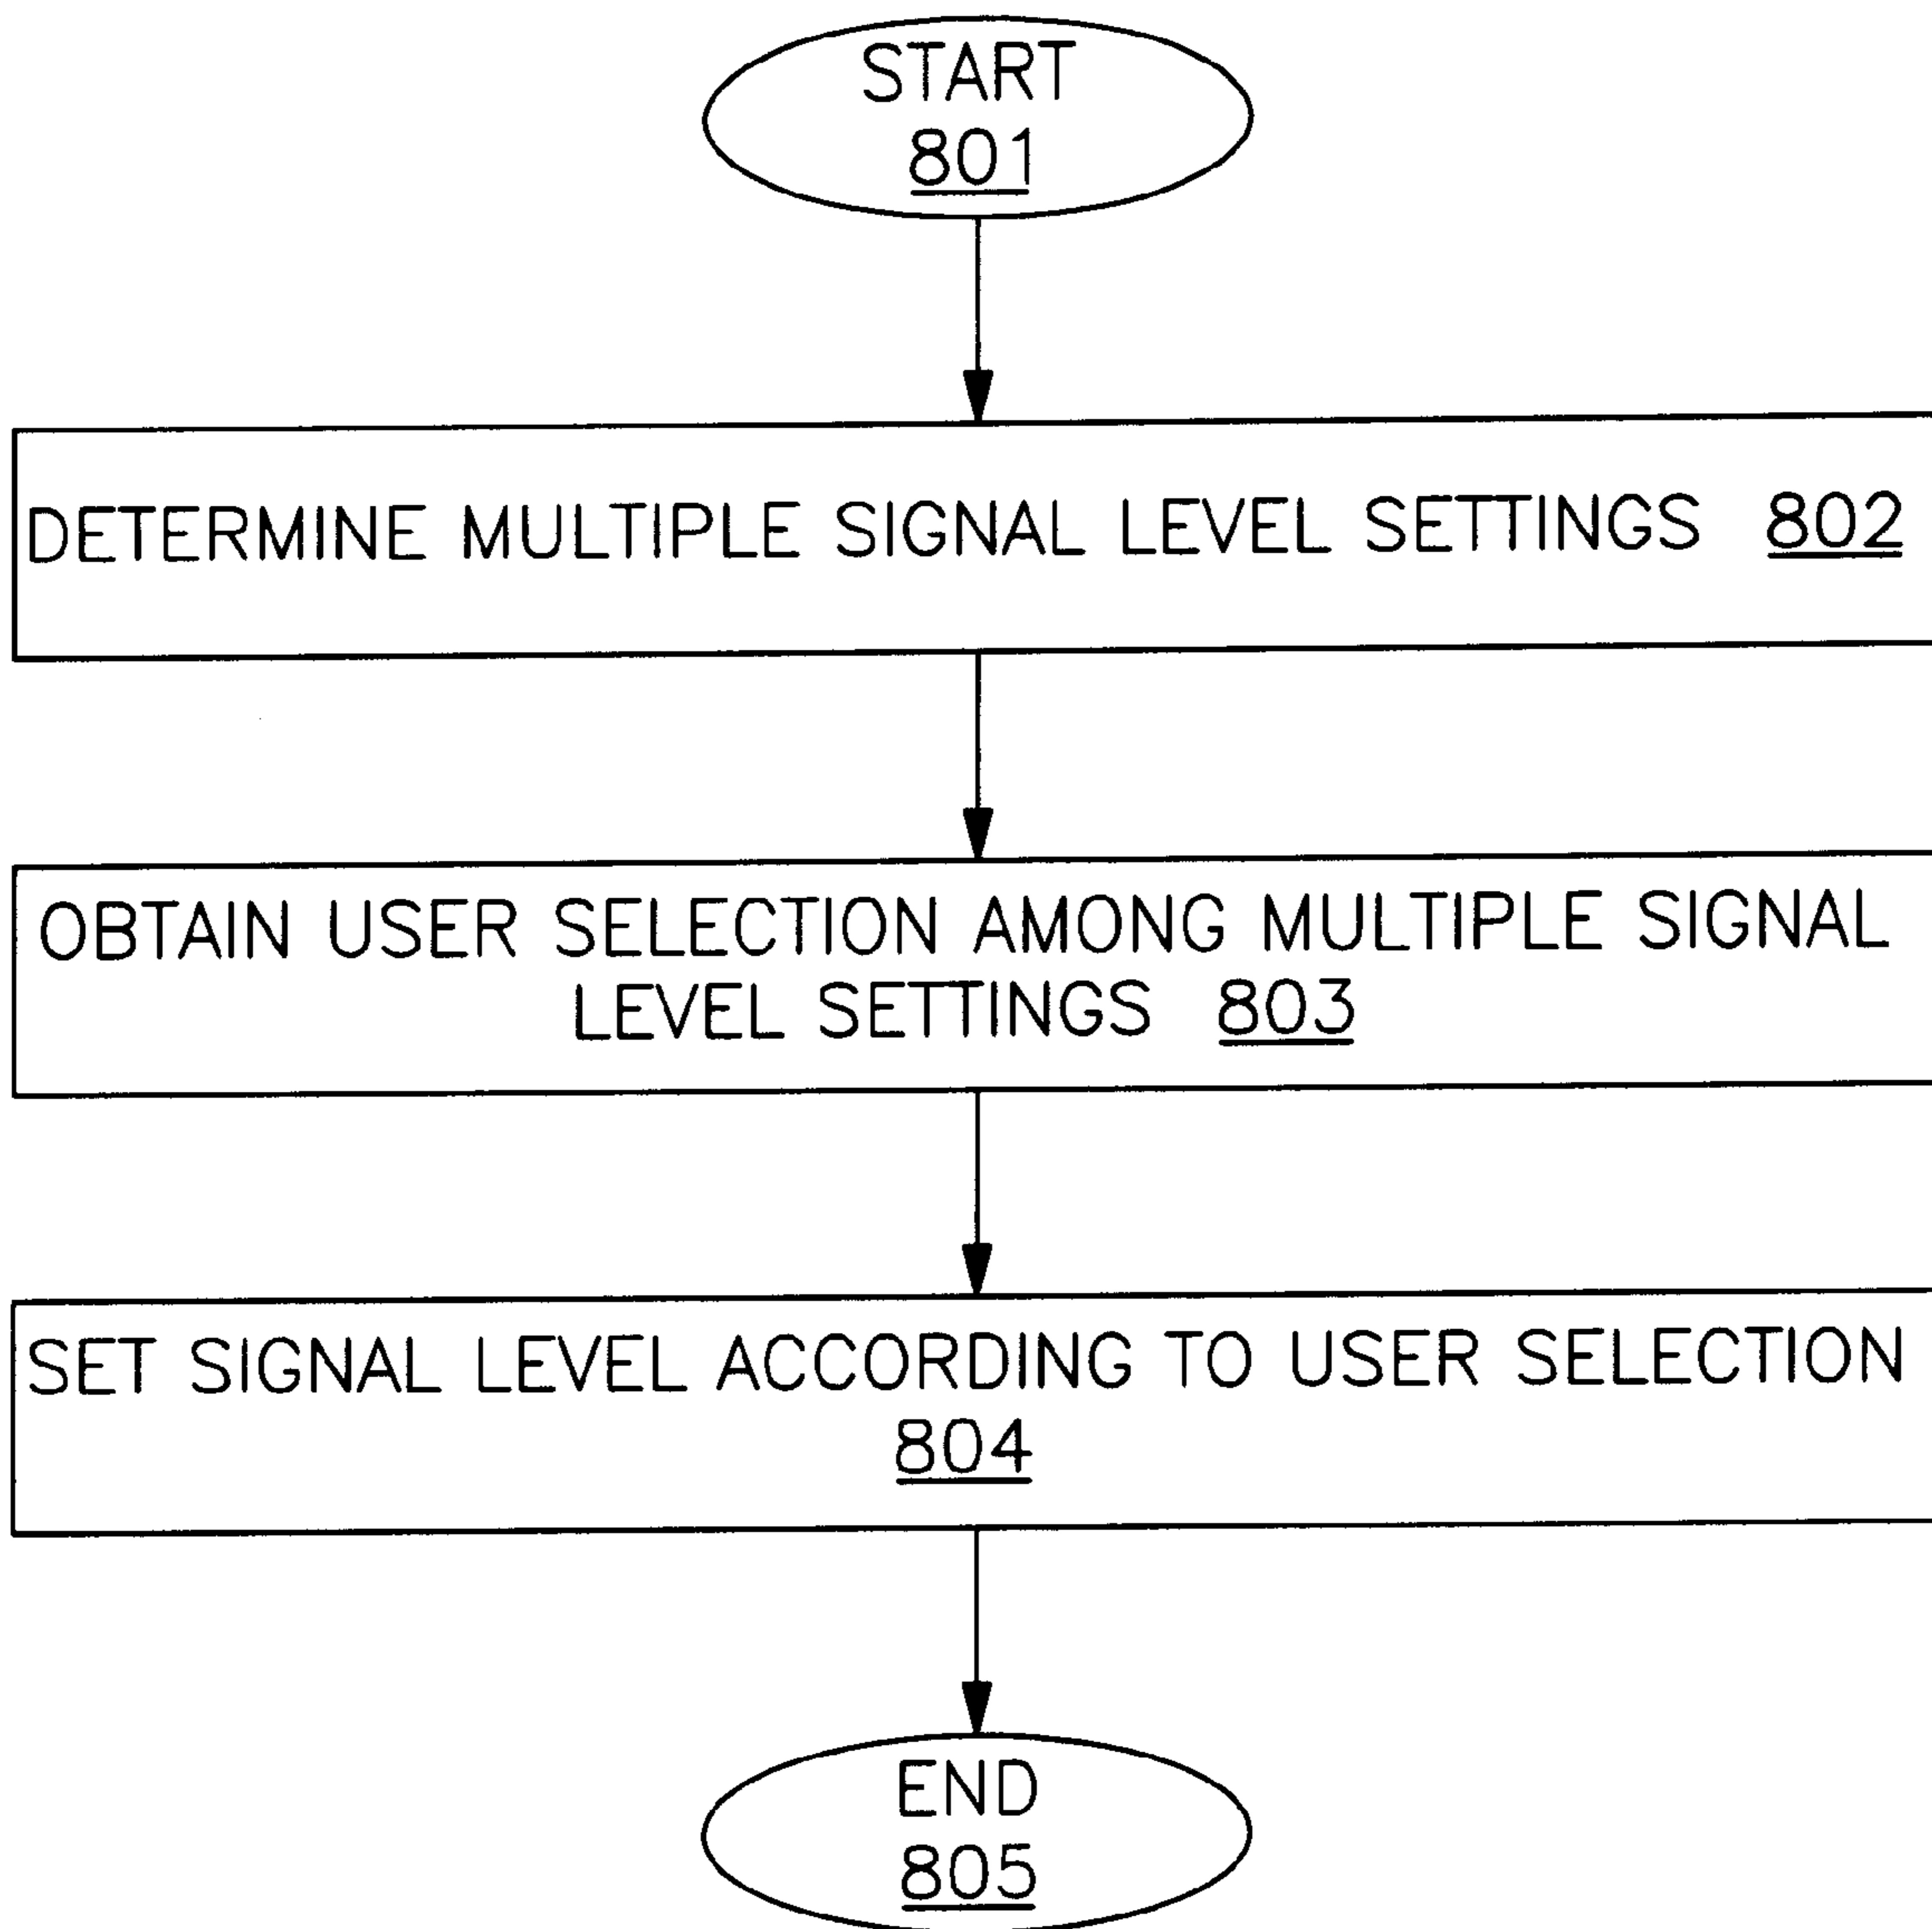 START
801
DETERMINE MULTIPLE SIGNAL LEVEL SETTINGS 802
OBTAIN USER SELECTION AMONG MULTIPLE SIGNAL
LEVEL SETTINGS 803
SET SIGNAL LEVEL ACCORDING TO USER SELECTION
804
END
805